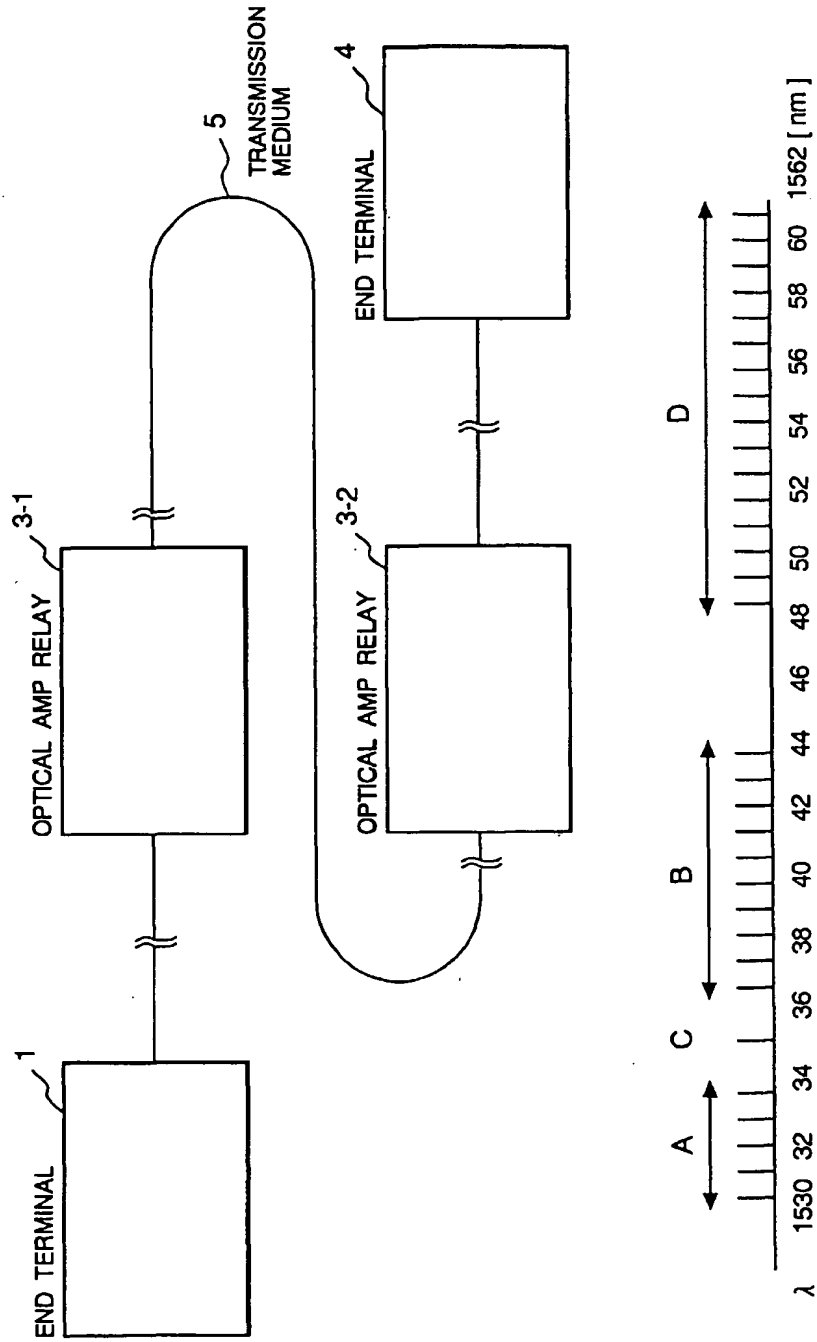 1
END TERMINAL
3-1
OPTICAL AMP RELAY
5
TRANSMISSION
MEDIUM
3-2
OPTICAL AMP RELAY
4
END TERMINAL
A
C
B
D
λ 1530 32 34 36 38 40 42 44 46 48 50 52 54 56 58 60 1562 [ nm ]